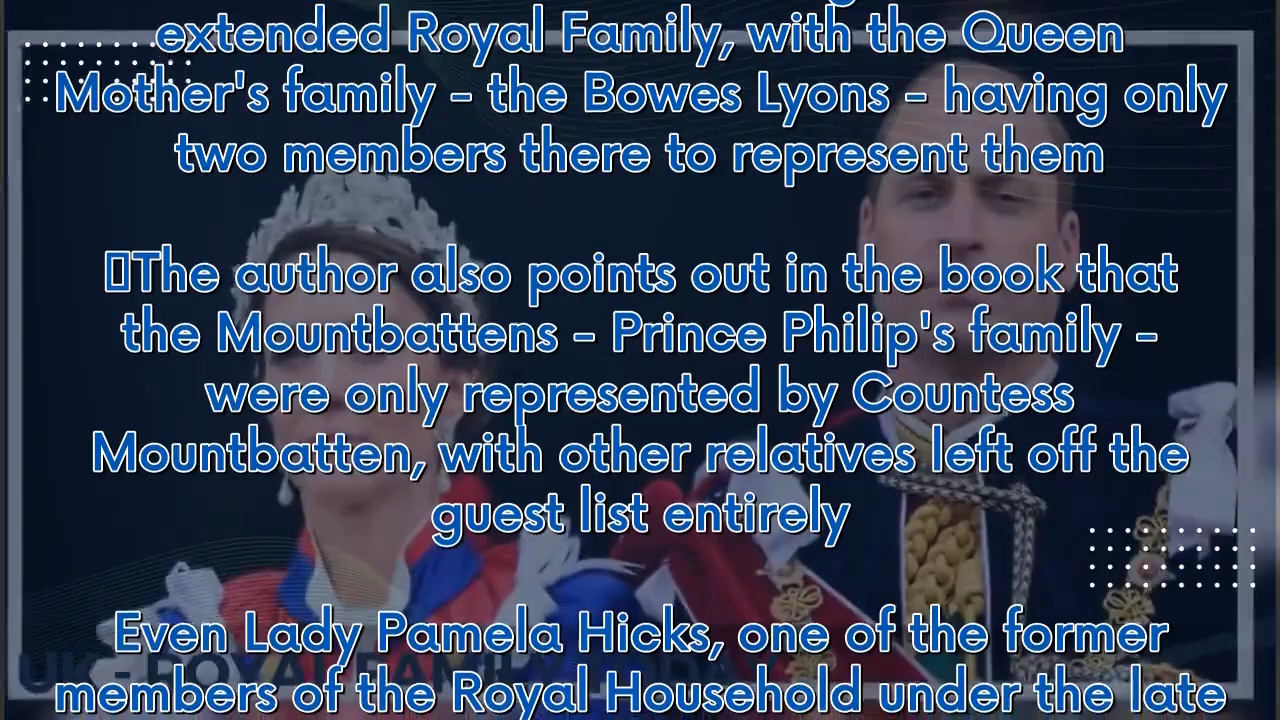 extended Royal Family, with the Queen
Mother's family - the Bowes Lyons - having only
two members there to represent them
The author also points out in the book that
the Mountbattens - Prince Philip's family -
were only represented by Countess
Mountbatten, with other relatives left off the
guest list entirely
Even Lady Pamela Hicks, one of the former
UK - ROYAL FAMILY
members of the Royal Household under the late